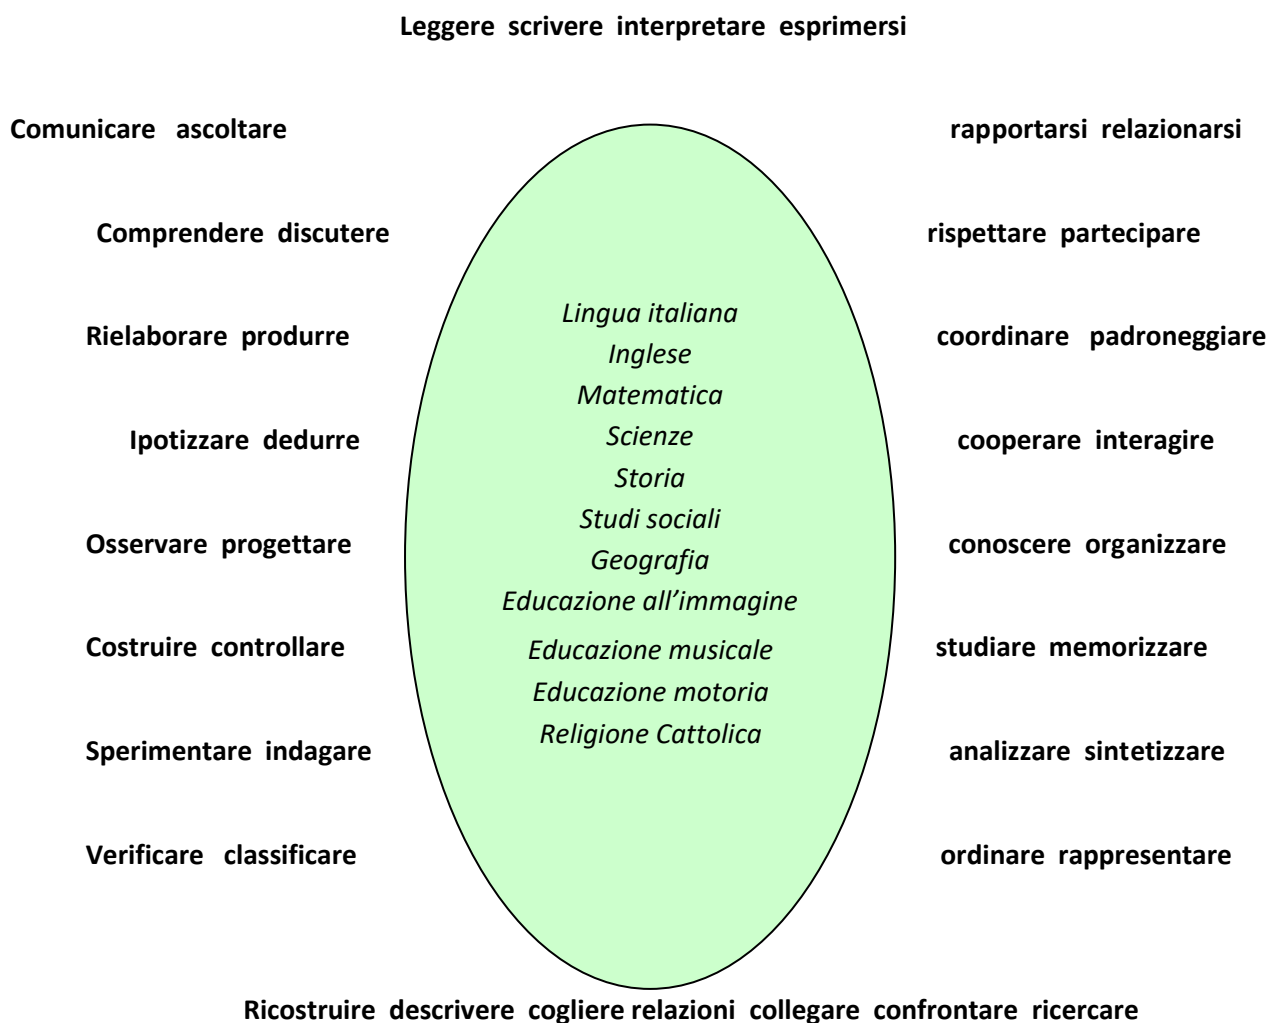 Leggere scrivere interpretare esprimersi
Comunicare ascoltare
rapportarsi relazionarsi
Comprendere discutere
rispettare partecipare
Rielaborare produrre
coordinare padroneggiare
Ipotizzare dedurre
cooperare interagire
Osservare progettare
conoscere organizzare
Costruire controllare
studiare memorizzare
Sperimentare indagare
analizzare sintetizzare
Verificare classificare
ordinare rappresentare
Lingua italiana
Inglese
Matematica
Scienze
Storia
Studi sociali
Geografia
Educazione all’immagine
Educazione musicale
Educazione motoria
Religione Cattolica
Ricostruire descrivere cogliere relazioni collegare confrontare ricercare